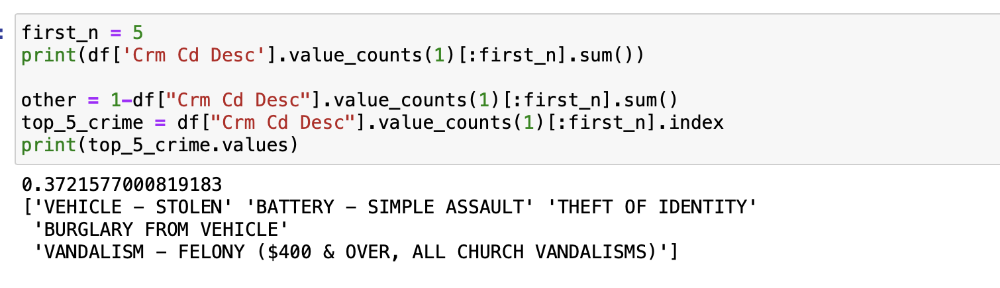 :
first_n = 5
print(df['Crm Cd Desc'].value_counts(1)[:first_n].sum())
other = 1-df["Crm Cd Desc"].value_counts(1)[:first_n].sum()
top_5_crime = df["Crm Cd Desc"].value_counts(1)[:first_n].index
print(top_5_crime.values)
0.3721577000819183
['VEHICLE - STOLEN' 'BATTERY - SIMPLE ASSAULT' 'THEFT OF IDENTITY'
 'BURGLARY FROM VEHICLE'
 'VANDALISM - FELONY ($400 & OVER, ALL CHURCH VANDALISMS)']